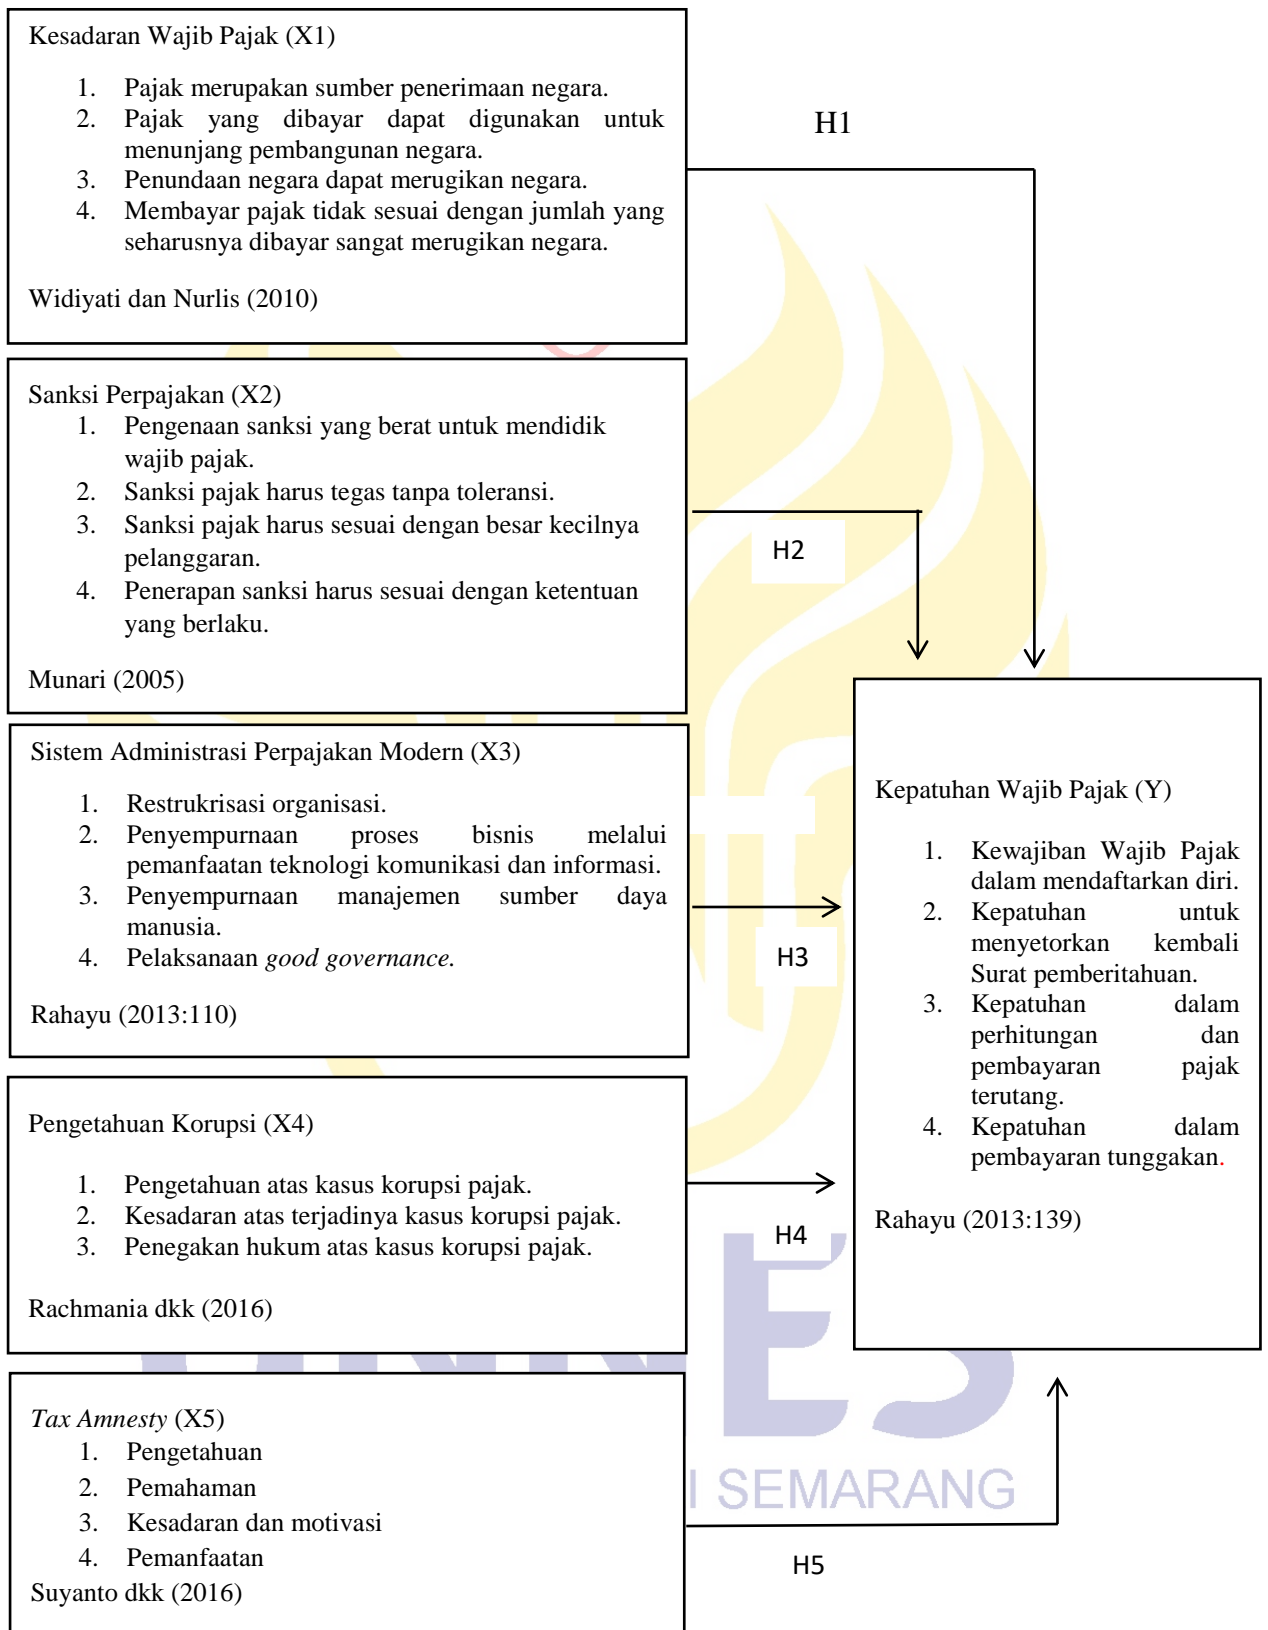 Kesadaran Wajib Pajak (X1)
1. Pajak merupakan sumber penerimaan negara.
2. Pajak yang dibayar dapat digunakan untuk
menunjang pembangunan negara.
3. Penundaan negara dapat merugikan negara.
4. Membayar pajak tidak sesuai dengan jumlah yang
seharusnya dibayar sangat merugikan negara.
Widiyati dan Nurlis (2010)
H1
Sanksi Perpajakan (X2)
1. Pengenaan sanksi yang berat untuk mendidik
wajib pajak.
2. Sanksi pajak harus tegas tanpa toleransi.
3. Sanksi pajak harus sesuai dengan besar kecilnya
pelanggaran.
4. Penerapan sanksi harus sesuai dengan ketentuan
yang berlaku.
Munari (2005)
H2
Sistem Administrasi Perpajakan Modern (X3)
1. Restrukrisasi organisasi.
2. Penyempurnaan proses bisnis melalui
pemanfaatan teknologi komunikasi dan informasi.
3. Penyempurnaan manajemen sumber daya
manusia.
4. Pelaksanaan good governance.
Rahayu (2013:110)
H3
Pengetahuan Korupsi (X4)
1. Pengetahuan atas kasus korupsi pajak.
2. Kesadaran atas terjadinya kasus korupsi pajak.
3. Penegakan hukum atas kasus korupsi pajak.
Rachmania dkk (2016)
H4
Tax Amnesty (X5)
1. Pengetahuan
2. Pemahaman
3. Kesadaran dan motivasi
4. Pemanfaatan
Suyanto dkk (2016)
H5
Kepatuhan Wajib Pajak (Y)
1. Kewajiban Wajib Pajak
dalam mendaftarkan diri.
2. Kepatuhan untuk
menyetorkan kembali
Surat pemberitahuan.
3. Kepatuhan dalam
perhitungan dan
pembayaran pajak
terutang.
4. Kepatuhan dalam
pembayaran tunggakan.
Rahayu (2013:139)
SEMARANG